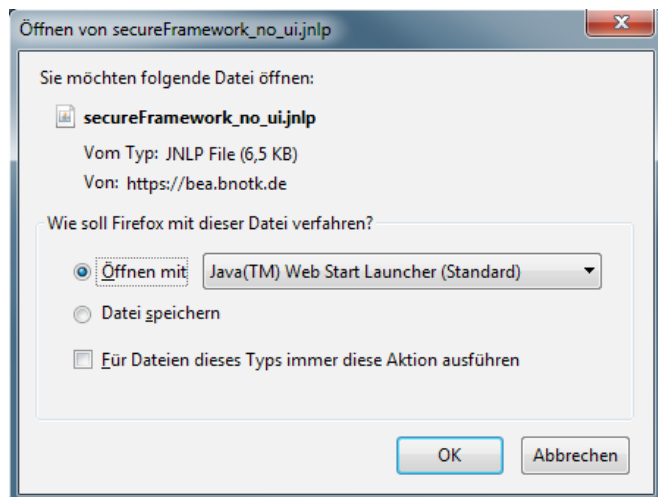 Öffnen von secureFramework_no_ui.jnlp
Sie möchten folgende Datei öffnen:
secureFramework_no_ui.jnlp
Vom Typ: JNLP File (6,5 KB)
Von: https://bea.bnotk.de
Wie soll Firefox mit dieser Datei verfahren?
Öffnen mit Java(TM) Web Start Launcher (Standard)
Datei speichern
Für Dateien dieses Typs immer diese Aktion ausführen
OK Abbrechen